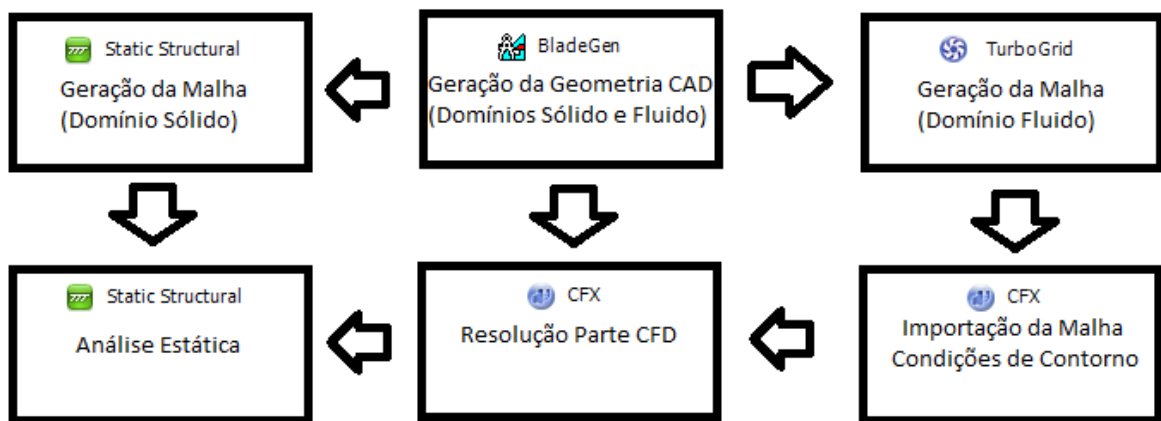 Static Structural
Geração da Malha
(Domínio Sólido)
BladeGen
Geração da Geometria CAD
(Domínios Sólido e Fluido)
TurboGrid
Geração da Malha
(Domínio Fluido)
Static Structural
Análise Estática
CFX
Resolução Parte CFD
CFX
Importação da Malha
Condições de Contorno